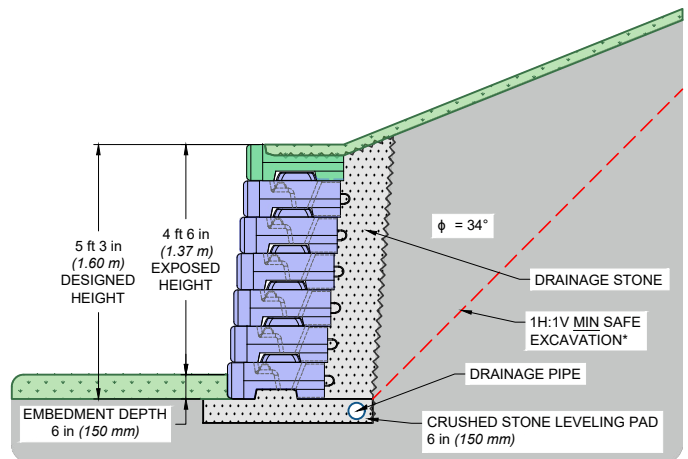 5 ft 3 in
(1.60 m)
DESIGNED
HEIGHT
4 ft 6 in
(1.37 m)
EXPOSED
HEIGHT
ϕ = 34°
DRAINAGE STONE
1H:1V MIN SAFE
EXCAVATION*
DRAINAGE PIPE
EMBEDMENT DEPTH
6 in (150 mm)
CRUSHED STONE LEVELING PAD
6 in (150 mm)